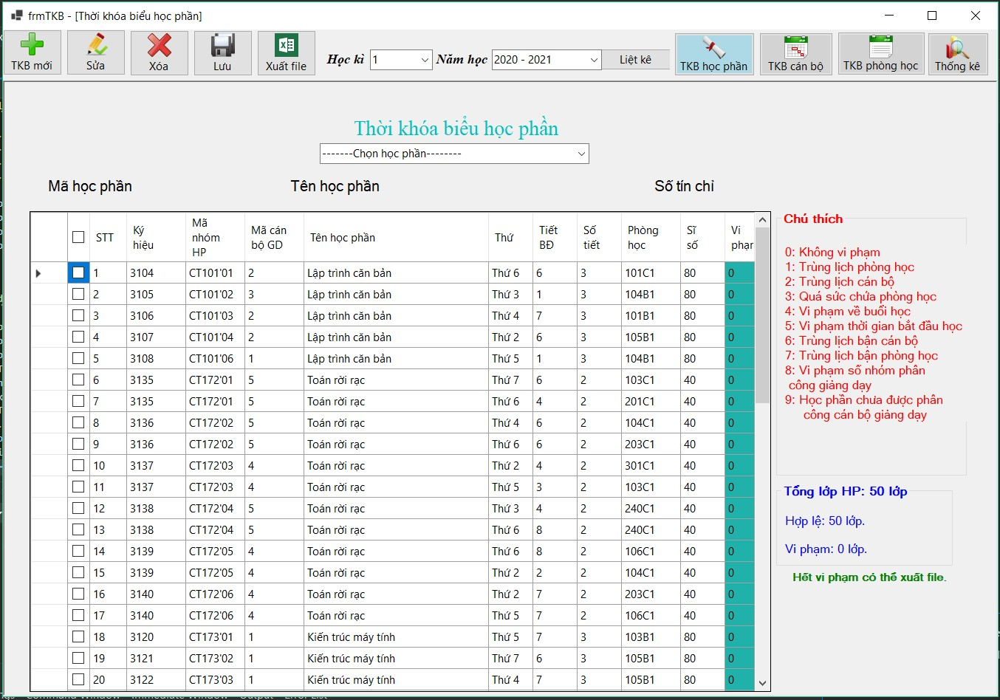 frmTKB - [Thời khóa biểu học phần]
TKB mới Sửa Xóa Lưu Xuất file Học kì 1 Năm học 2020 - 2021 Liệt kê TKB học phần TKB cán bộ TKB phòng học Thống kê
Thời khóa biểu học phần
-------Chọn học phần--------
Mã học phần Tên học phần Số tín chỉ
STT Ký hiệu Mã nhóm HP Mã cán bộ GD Tên học phần Thứ Tiết BĐ Số tiết Phòng học Sĩ số Vi phạr
1 3104 CT101'01 2 Lập trình căn bản Thứ 6 6 3 101C1 80 0
2 3105 CT101'02 3 Lập trình căn bản Thứ 3 1 3 104B1 80 0
3 3106 CT101'03 2 Lập trình căn bản Thứ 4 7 3 101B1 80 0
4 3107 CT101'04 2 Lập trình căn bản Thứ 2 6 3 105B1 80 0
5 3108 CT101'06 1 Lập trình căn bản Thứ 5 1 3 104B1 80 0
6 3135 CT172'01 5 Toán rời rạc Thứ 7 6 2 103C1 40 0
7 3135 CT172'01 5 Toán rời rạc Thứ 6 4 2 201C1 40 0
8 3136 CT172'02 5 Toán rời rạc Thứ 4 6 2 104C1 40 0
9 3136 CT172'02 5 Toán rời rạc Thứ 6 6 2 203C1 40 0
10 3137 CT172'03 4 Toán rời rạc Thứ 2 4 2 301C1 40 0
11 3137 CT172'03 4 Toán rời rạc Thứ 5 3 2 103C1 40 0
12 3138 CT172'04 5 Toán rời rạc Thứ 3 4 2 240C1 40 0
13 3138 CT172'04 5 Toán rời rạc Thứ 6 8 2 240C1 40 0
14 3139 CT172'05 4 Toán rời rạc Thứ 6 8 2 106C1 40 0
15 3139 CT172'05 4 Toán rời rạc Thứ 2 2 2 104C1 40 0
16 3140 CT172'06 4 Toán rời rạc Thứ 2 7 2 203C1 40 0
17 3140 CT172'06 4 Toán rời rạc Thứ 5 7 2 106C1 40 0
18 3120 CT173'01 1 Kiến trúc máy tính Thứ 5 7 3 103B1 80 0
19 3121 CT173'02 1 Kiến trúc máy tính Thứ 7 6 3 105B1 80 0
20 3122 CT173'03 1 Kiến trúc máy tính Thứ 4 7 3 105B1 80 0
Chú thích
0: Không vi phạm
1: Trùng lịch phòng học
2: Trùng lịch cán bộ
3: Quá sức chứa phòng học
4: Vi phạm về buổi học
5: Vi phạm thời gian bắt đầu học
6: Trùng lịch bận cán bộ
7: Trùng lịch bận phòng học
8: Vi phạm số nhóm phân
công giảng dạy
9: Học phần chưa được phân
công cán bộ giảng dạy
Tổng lớp HP: 50 lớp
Hợp lệ: 50 lớp.
Vi phạm: 0 lớp.
Hết vi phạm có thể xuất file.